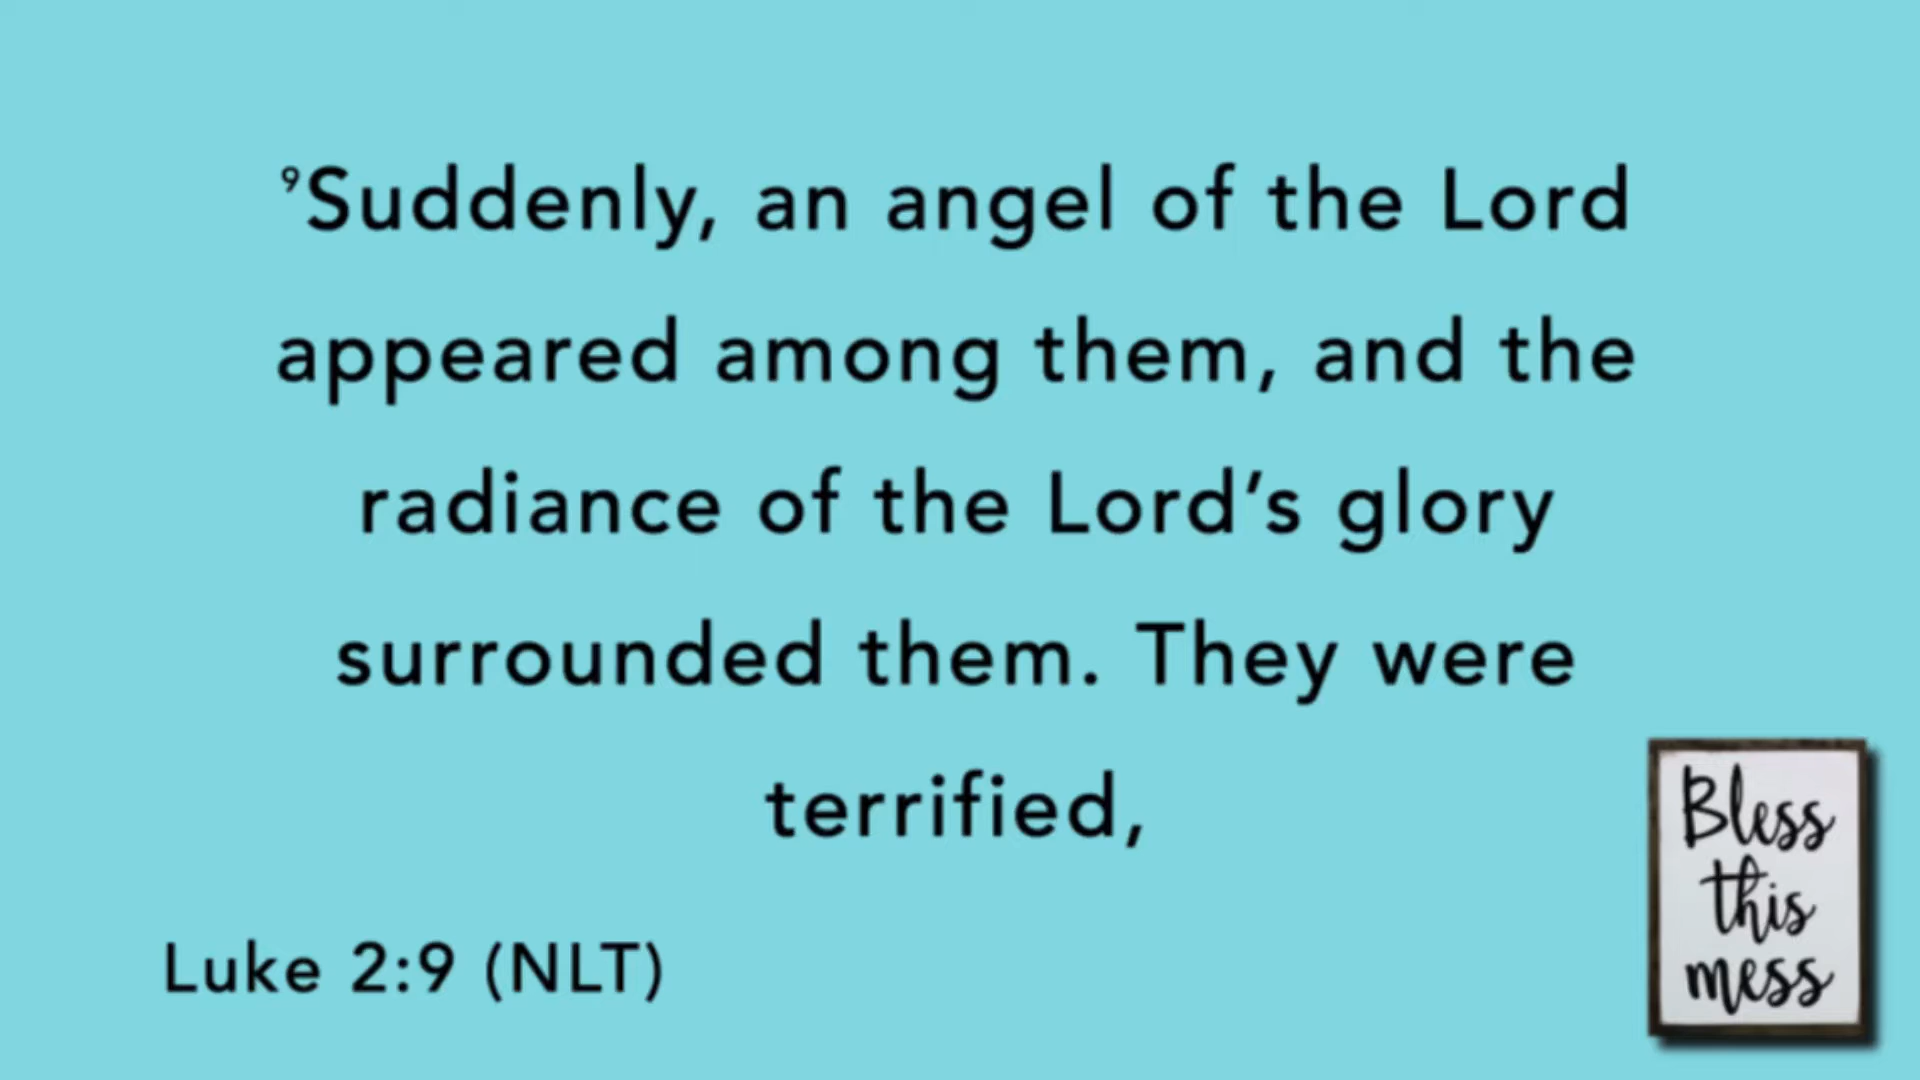 ⁹Suddenly, an angel of the Lord
appeared among them, and the
radiance of the Lord’s glory
surrounded them. They were
terrified,
Luke 2:9 (NLT)
Bless
this
mess